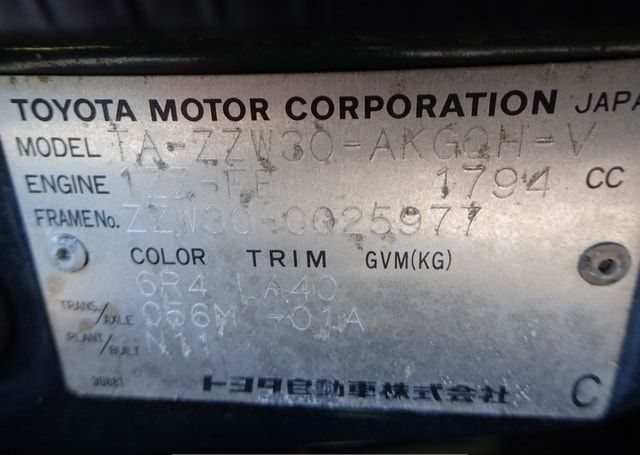 TOYOTA MOTOR CORPORATION JAPA
MODEL TA-ZZW30-AKGQH-V
ENGINE 1ZZ-FE 1794 CC
FRAME No. ZZW30-0025977
COLOR TRIM GVM(KG)
6R4 LA40
TRANS./AXLE C56M -01A
PLANT/BUILT N11
30881
トヨタ自動車株式会社 C